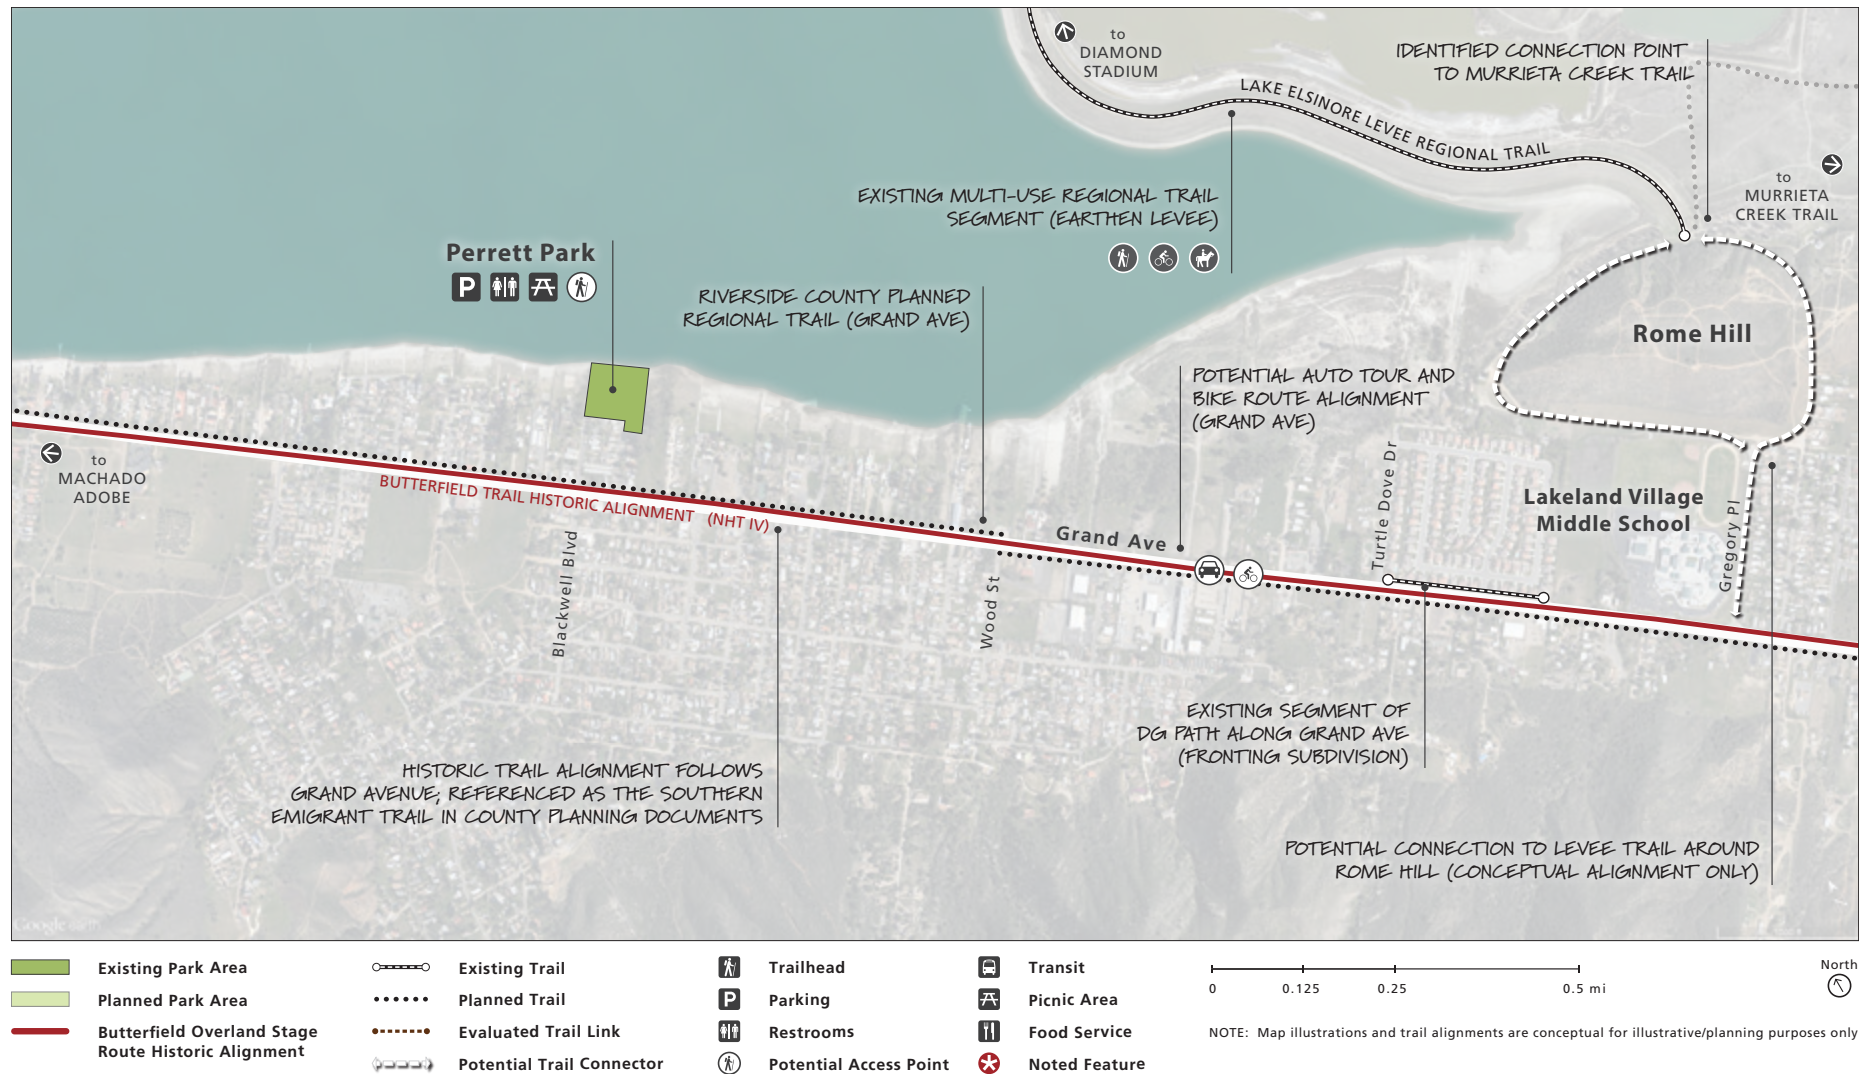 to
DIAMOND
STADIUM
IDENTIFIED CONNECTION POINT
TO MURRIETA CREEK TRAIL
LAKE ELSINORE LEVEE REGIONAL TRAIL
to
MURRIETA
CREEK TRAIL
EXISTING MULTI-USE REGIONAL TRAIL
SEGMENT (EARTHEN LEVEE)
Perrett Park
P
RIVERSIDE COUNTY PLANNED
REGIONAL TRAIL (GRAND AVE)
Rome Hill
POTENTIAL AUTO TOUR AND
BIKE ROUTE ALIGNMENT
(GRAND AVE)
to
MACHADO
ADOBE
BUTTERFIELD TRAIL HISTORIC ALIGNMENT (NHT IV)
Blackwell Blvd
Wood St
Grand Ave
Turtle Dove Dr
Lakeland Village
Middle School
Gregory Pl
EXISTING SEGMENT OF
DG PATH ALONG GRAND AVE
(FRONTING SUBDIVISION)
HISTORIC TRAIL ALIGNMENT FOLLOWS
GRAND AVENUE; REFERENCED AS THE SOUTHERN
EMIGRANT TRAIL IN COUNTY PLANNING DOCUMENTS
POTENTIAL CONNECTION TO LEVEE TRAIL AROUND
ROME HILL (CONCEPTUAL ALIGNMENT ONLY)
Google earth
Existing Park Area
Planned Park Area
Butterfield Overland Stage
Route Historic Alignment
Existing Trail
Planned Trail
Evaluated Trail Link
Potential Trail Connector
Trailhead
P Parking
Restrooms
Potential Access Point
Transit
Picnic Area
Food Service
Noted Feature
0 0.125 0.25 0.5 mi
North
NOTE: Map illustrations and trail alignments are conceptual for illustrative/planning purposes only